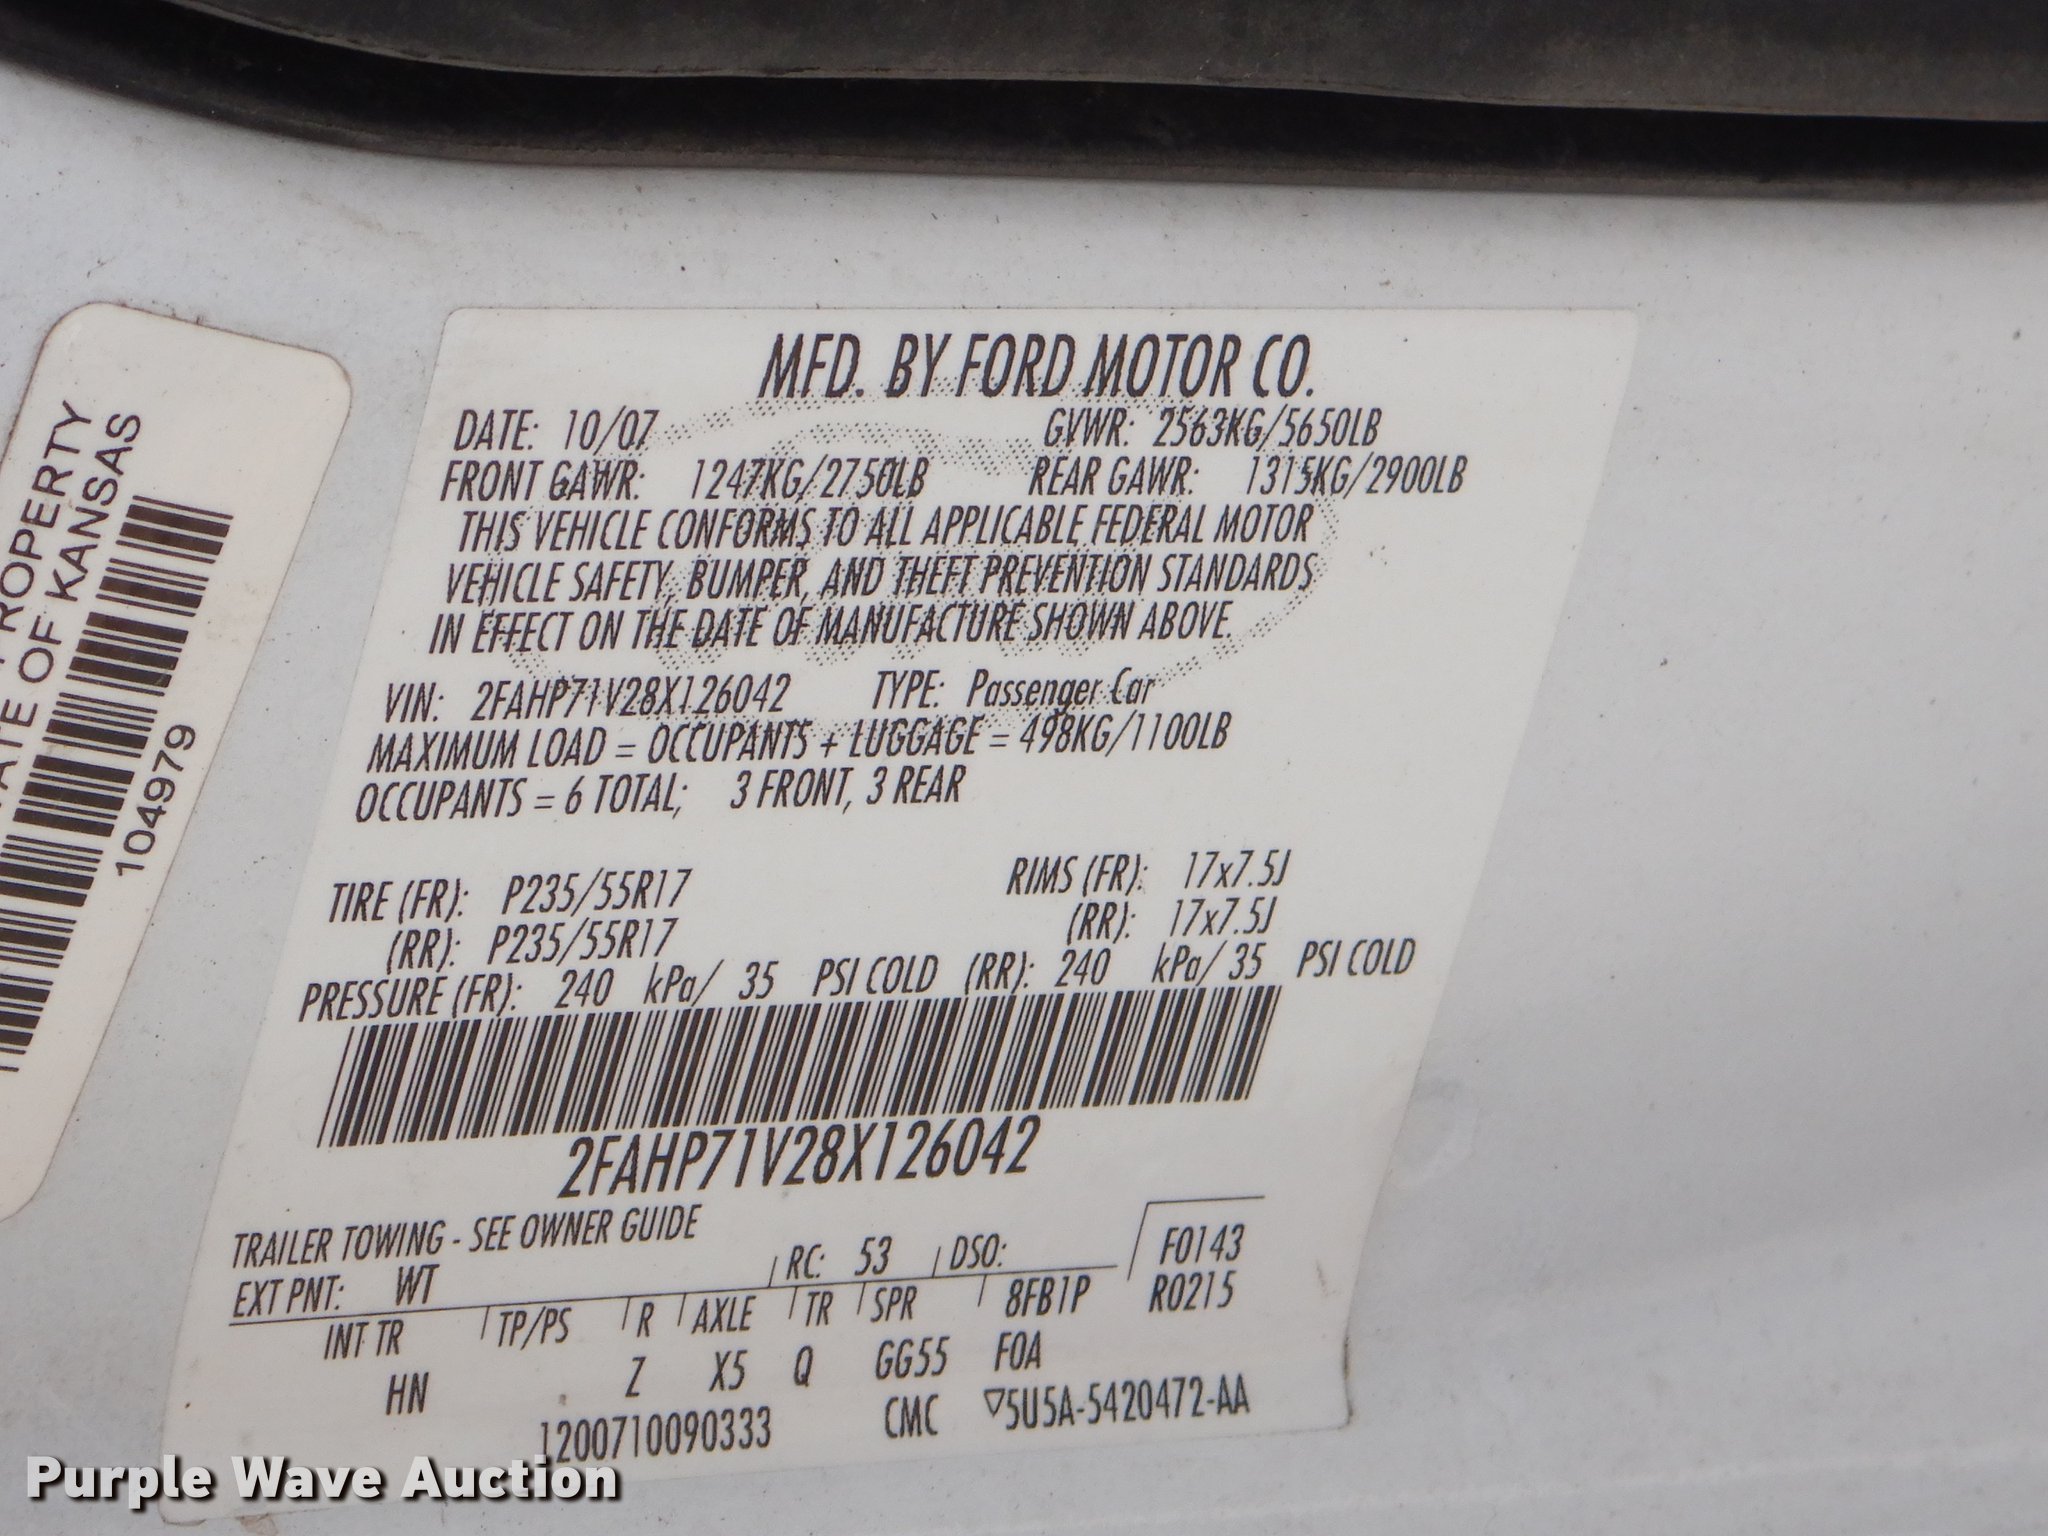 PROPERTY
STATE OF KANSAS
104979
MFD. BY FORD MOTOR CO.
DATE: 10/07 GVWR: 2563KG/5650LB
FRONT GAWR: 1247KG/2750LB REAR GAWR: 1315KG/2900LB
THIS VEHICLE CONFORMS TO ALL APPLICABLE FEDERAL MOTOR
VEHICLE SAFETY, BUMPER, AND THEFT PREVENTION STANDARDS
IN EFFECT ON THE DATE OF MANUFACTURE SHOWN ABOVE.
VIN: 2FAHP71V28X126042 TYPE: Passenger Car
MAXIMUM LOAD = OCCUPANTS + LUGGAGE = 498KG/1100LB
OCCUPANTS = 6 TOTAL; 3 FRONT, 3 REAR
TIRE (FR): P235/55R17 RIMS (FR): 17x7.5J
(RR): P235/55R17 (RR): 17x7.5J
PRESSURE (FR): 240 kPa/ 35 PSI COLD (RR): 240 kPa/ 35 PSI COLD
2FAHP71V28X126042
TRAILER TOWING - SEE OWNER GUIDE
EXT PNT: WT RC: 53 DSO: F0143
INT TR TP/PS R AXLE TR SPR 8FB1P R0215
HN Z X5 Q GG55 F0A
1200710090333 CMC ▽5U5A-5420472-AA
Purple Wave Auction